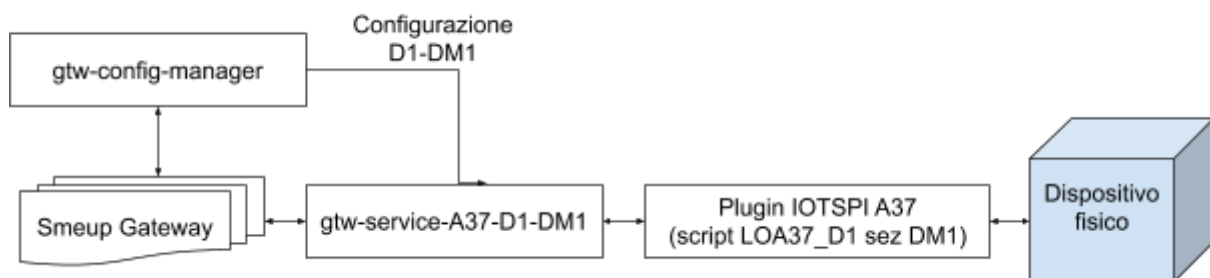 Configurazione
D1-DM1
gtw-config-manager
Smeup Gateway
gtw-service-A37-D1-DM1
Plugin IOTSPI A37
(script LOA37_D1 sez DM1)
Dispositivo
fisico